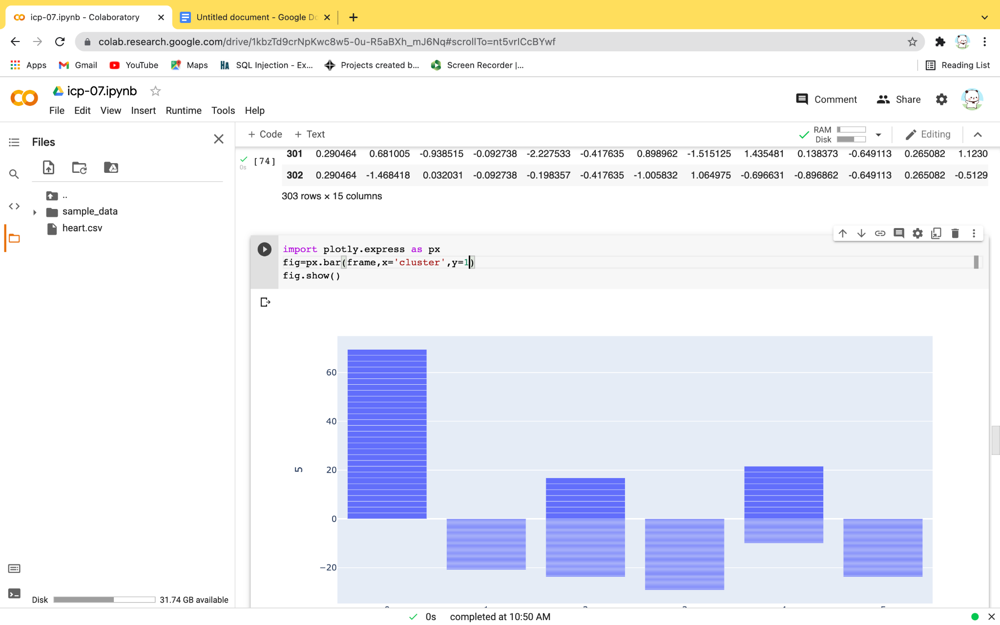 icp-07.ipynb - Colaboratory
Untitled document - Google Do
colab.research.google.com/drive/1kbzTd9crNpKwc8w5-0u-R5aBXh_mJ6Nq#scrollTo=nt5vrICcBYwf
Apps
Gmail
YouTube
Maps
HA
SQL Injection - Ex...
Projects created b...
Screen Recorder |...
Reading List
icp-07.ipynb
File Edit View Insert Runtime Tools Help
Comment
Share
Files
+ Code
+ Text
RAM
Disk
Editing
..
sample_data
heart.csv
0s
[74]
301 0.290464 0.681005 -0.938515 -0.092738 -2.227533 -0.417635 0.898962 -1.515125 1.435481 0.138373 -0.649113 0.265082 1.1230
302 0.290464 -1.468418 0.032031 -0.092738 -0.198357 -0.417635 -1.005832 1.064975 -0.696631 -0.896862 -0.649113 0.265082 -0.5129
303 rows × 15 columns
import plotly.express as px
fig=px.bar(frame,x='cluster',y=1)
fig.show()
60
40
20
0
−20
5
Disk
31.74 GB available
0s completed at 10:50 AM